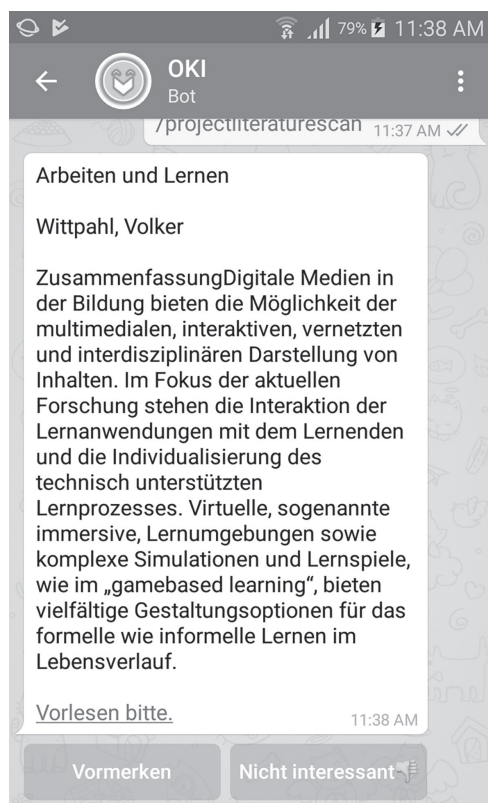 79% 11:38 AM
OKI
Bot
/projectliteraturescan 11:37 AM
Arbeiten und Lernen
Wittpahl, Volker
ZusammenfassungDigitale Medien in
der Bildung bieten die Möglichkeit der
multimedialen, interaktiven, vernetzten
und interdisziplinären Darstellung von
Inhalten. Im Fokus der aktuellen
Forschung stehen die Interaktion der
Lernanwendungen mit dem Lernenden
und die Individualisierung des
technisch unterstützten
Lernprozesses. Virtuelle, sogenannte
immersive, Lernumgebungen sowie
komplexe Simulationen und Lernspiele,
wie im „gamebased learning“, bieten
vielfältige Gestaltungsoptionen für das
formelle wie informelle Lernen im
Lebensverlauf.
Vorlesen bitte.
11:38 AM
Vormerken Nicht interessant